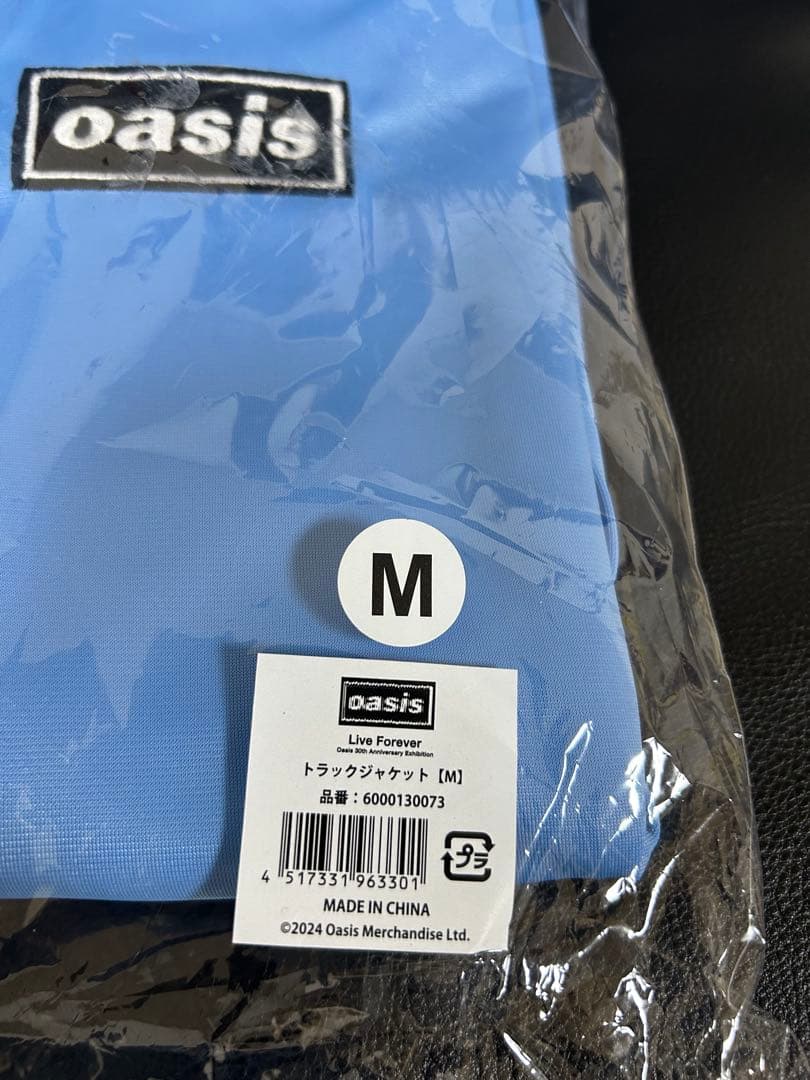 oasis
M
oasis
Live Forever
Oasis 30th Anniversary Exhibition
トラックジャケット【M】
品番：6000130073
プラ
4 517331 963301
MADE IN CHINA
©2024 Oasis Merchandise Ltd.